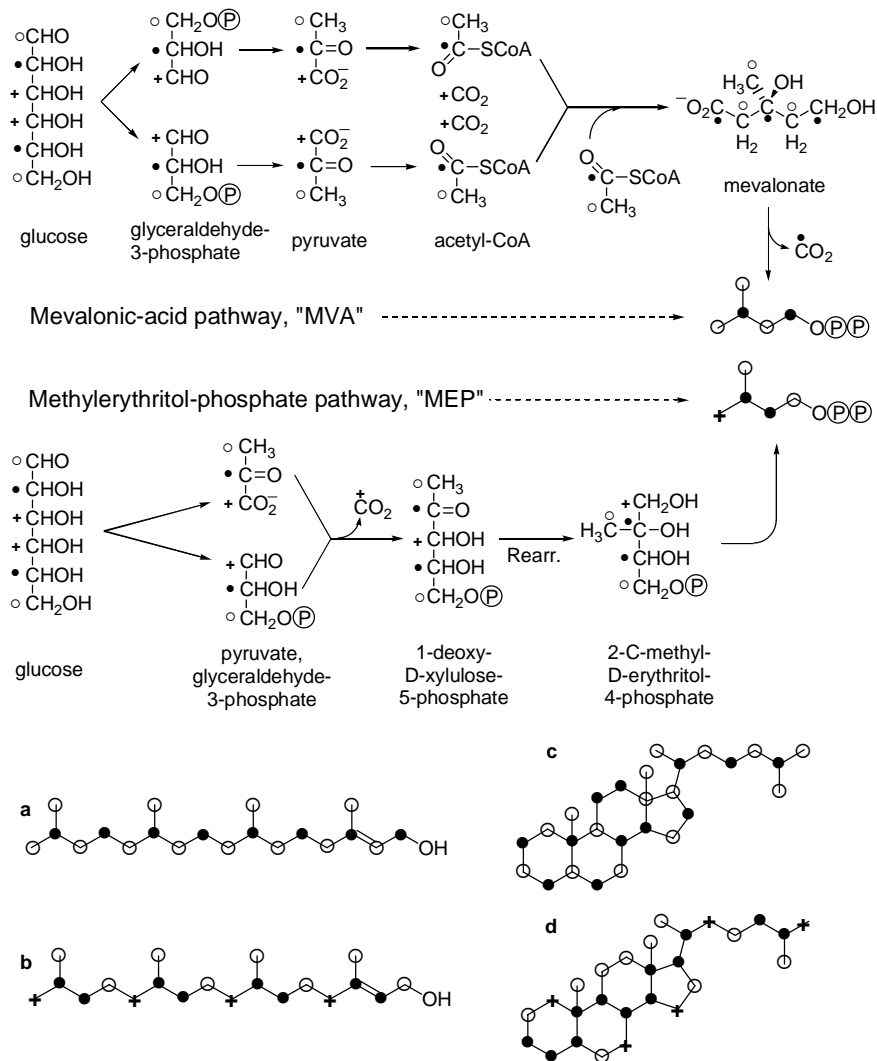 CHO
CHOH
CHOH
CHOH
CHOH
CH2OH
glucose
CH2OP
CHOH
CHO
CHO
CHOH
CH2OP
glyceraldehyde-
3-phosphate
CH3
C=O
CO2−
CO2−
C=O
CH3
pyruvate
CH3
C–SCoA
O
+CO2
+CO2
O
C–SCoA
CH3
acetyl-CoA
O
C–SCoA
CH3
H3C OH
−O2C C C C CH2OH
H2 H2
mevalonate
CO2
Mevalonic-acid pathway, "MVA"
OPP
Methylerythritol-phosphate pathway, "MEP"
OPP
CHO
CHOH
CHOH
CHOH
CHOH
CH2OH
glucose
CH3
C=O
CO2−
CHO
CHOH
CH2OP
pyruvate,
glyceraldehyde-
3-phosphate
+
CO2
CH3
C=O
CHOH
CHOH
CH2OP
1-deoxy-
D-xylulose-
5-phosphate
Rearr.
CH2OH
H3C–C–OH
CHOH
CH2OP
2-C-methyl-
D-erythritol-
4-phosphate
a
OH
b
OH
c
d